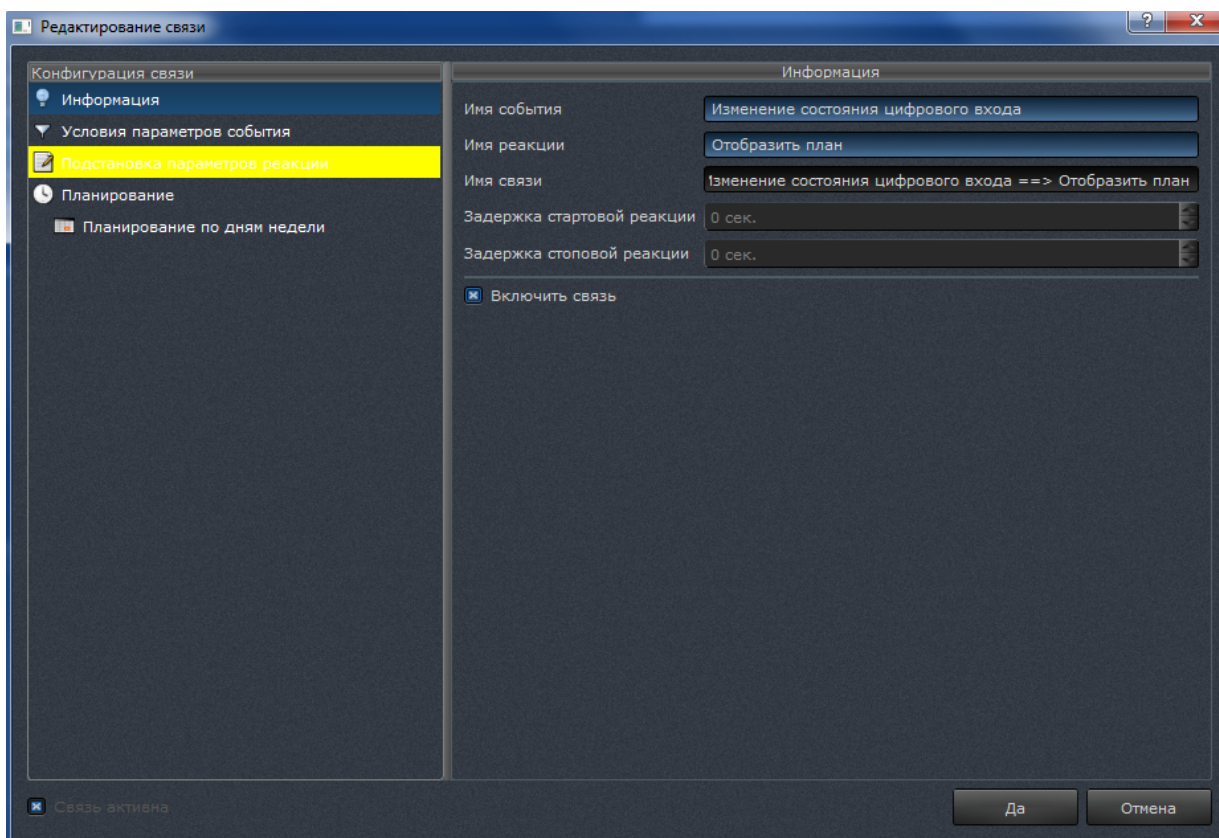 Редактирование связи
?
X
Конфигурация связи
Информация
Условия параметров события
Подстановка параметров реакции
Планирование
Планирование по дням недели
Информация
Имя события Изменение состояния цифрового входа
Имя реакции Отобразить план
Имя связи зменение состояния цифрового входа ==> Отобразить план
Задержка стартовой реакции 0 сек.
Задержка стоповой реакции 0 сек.
Включить связь
Связь активна
Да
Отмена